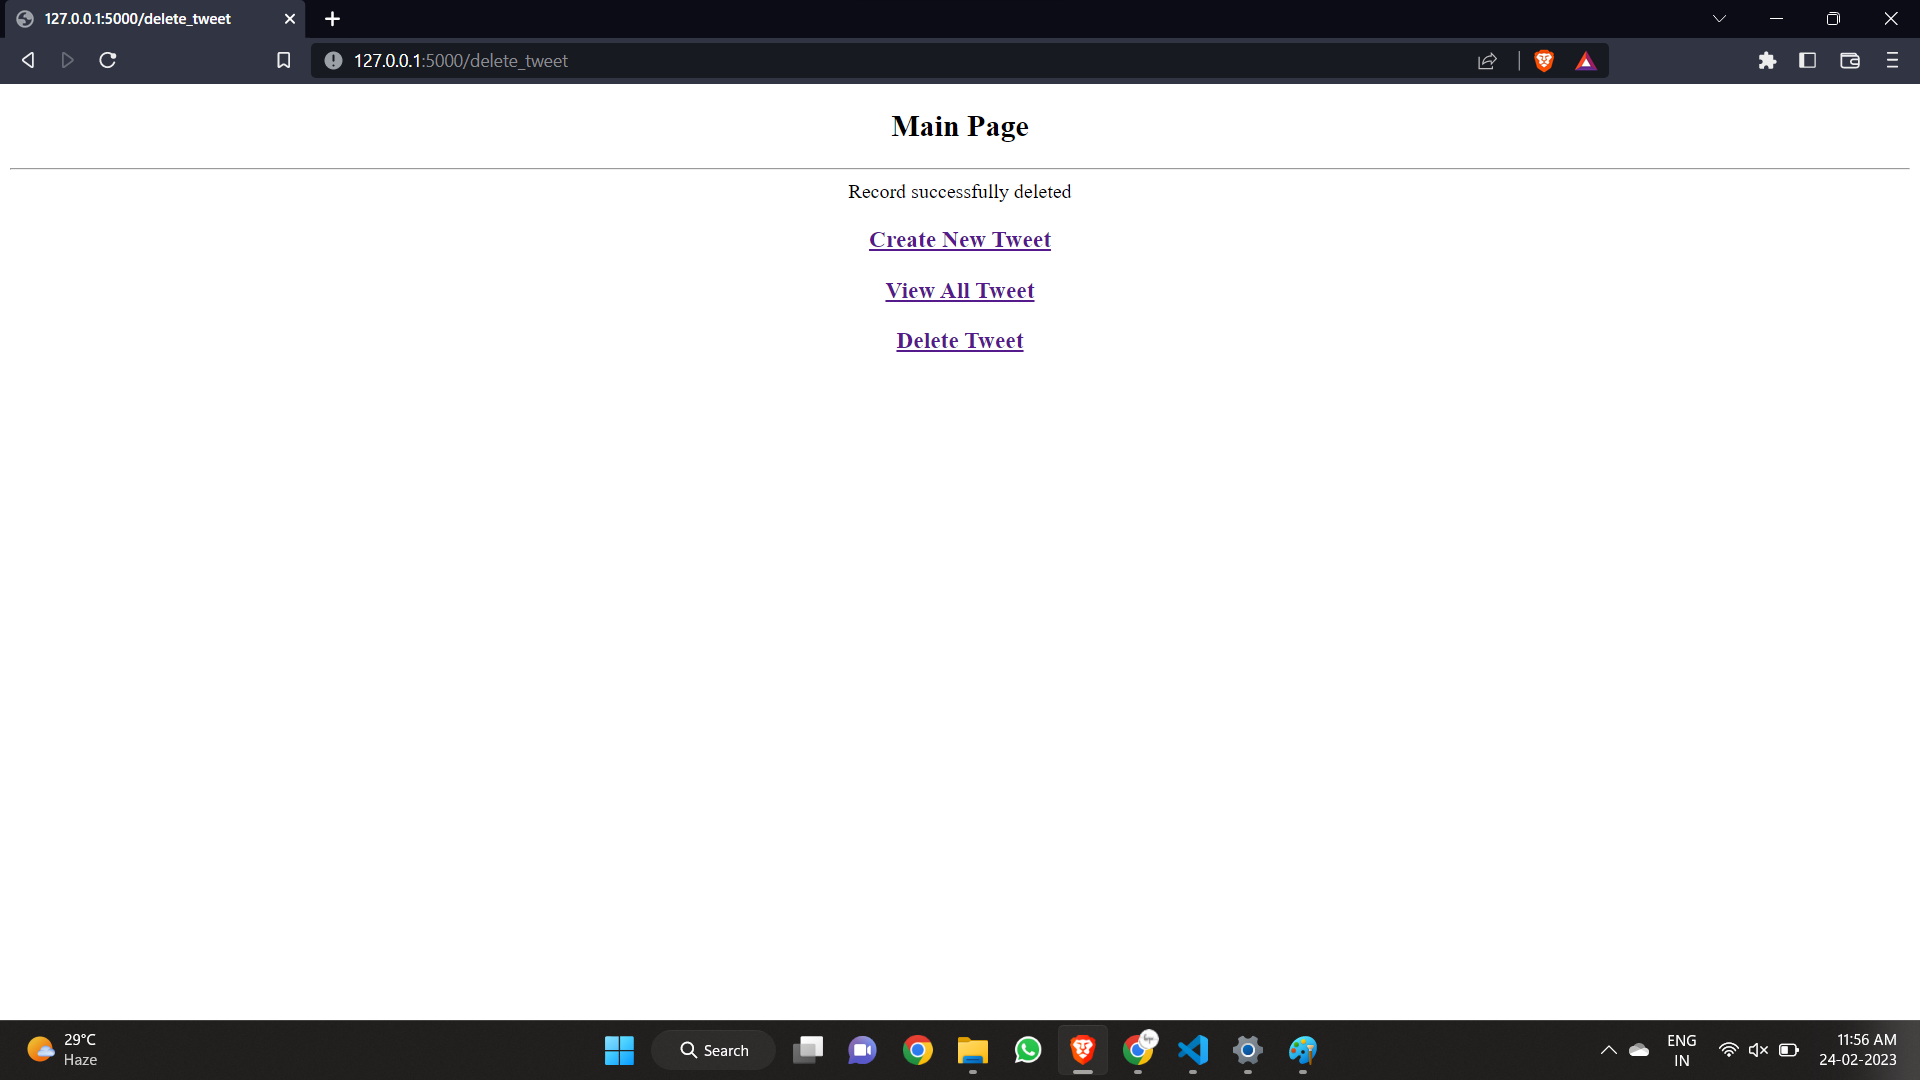 127.0.0.1:5000/delete_tweet
127.0.0.1:5000/delete_tweet
Main Page
Record successfully deleted
Create New Tweet
View All Tweet
Delete Tweet
29°C
Haze
Search
ENG
IN
11:56 AM
24-02-2023